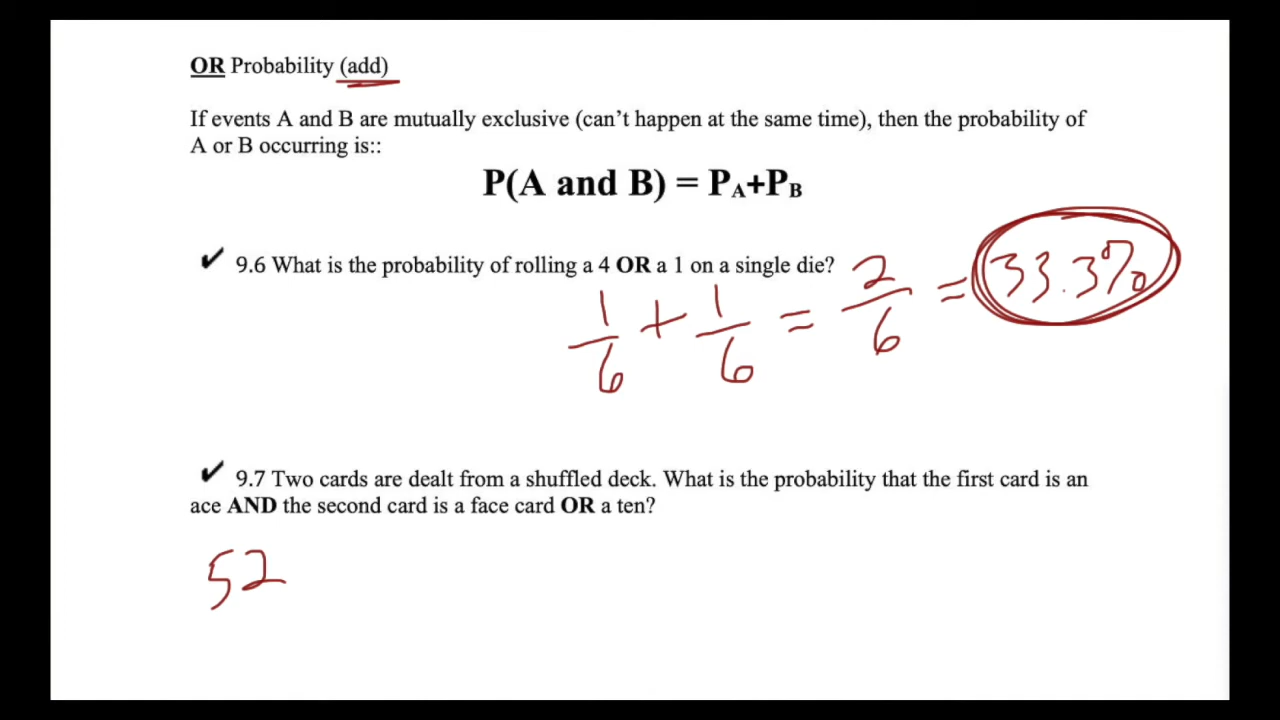 OR Probability (add)
If events A and B are mutually exclusive (can’t happen at the same time), then the probability of
A or B occurring is::
P(A and B) = PA+PB
✔ 9.6 What is the probability of rolling a 4 OR a 1 on a single die?
1/6 + 1/6 = 2/6 = 33.3%
✔ 9.7 Two cards are dealt from a shuffled deck. What is the probability that the first card is an
ace AND the second card is a face card OR a ten?
52